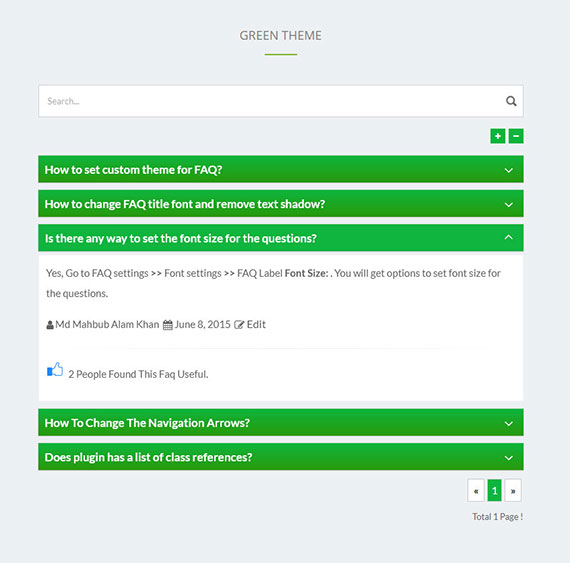 GREEN THEME
Search...
+ −
How to set custom theme for FAQ?
How to change FAQ title font and remove text shadow?
Is there any way to set the font size for the questions?
Yes, Go to FAQ settings >> Font settings >> FAQ Label Font Size: . You will get options to set font size for
the questions.
Md Mahbub Alam Khan June 8, 2015 Edit
2 People Found This Faq Useful.
How To Change The Navigation Arrows?
Does plugin has a list of class references?
« 1 »
Total 1 Page !